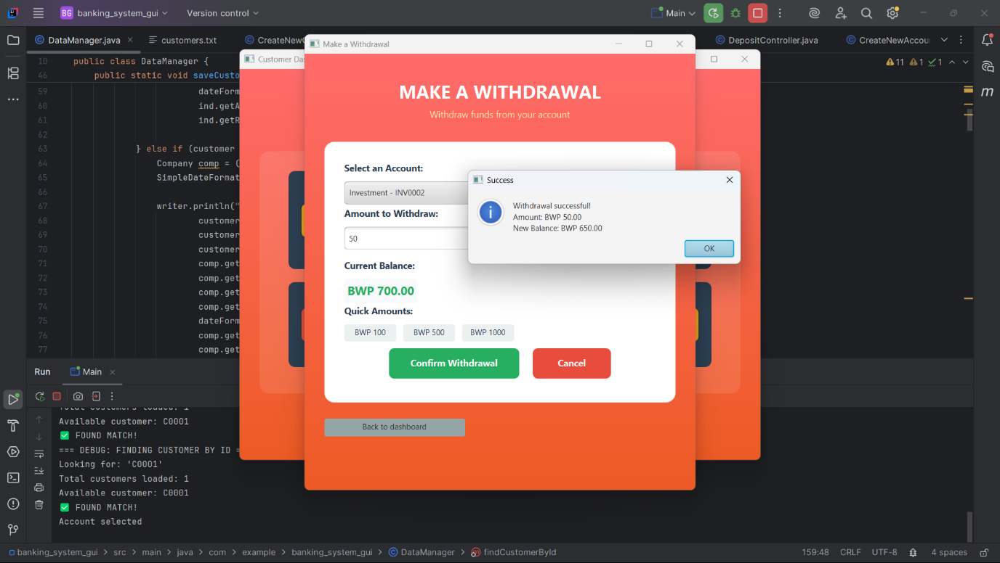 BG banking_system_gui Version control Main
DataManager.java customers.txt CreateNewC DepositController.java CreateNewAccou
10 public class DataManager { 11 1 1
46 public static void saveCusto
59 dateForm
60 ind.getA
61 ind.getR
62
63 } else if (customer
64 Company comp = (
65 SimpleDateFormat
66
67 writer.println("
68 customer
69 customer
70 customer
71 comp.get
72 comp.get
73 comp.get
74 comp.get
75 dateForm
76 comp.get
77 comp.get
Customer Da
Make a Withdrawal
MAKE A WITHDRAWAL
Withdraw funds from your account
Select an Account:
Investment - INV0002
Amount to Withdraw:
50
Current Balance:
BWP 700.00
Quick Amounts:
BWP 100 BWP 500 BWP 1000
Confirm Withdrawal Cancel
Back to dashboard
Success
Withdrawal successful!
Amount: BWP 50.00
New Balance: BWP 650.00
OK
Run Main
Total customers loaded: 1
Available customer: C0001
✅ FOUND MATCH!
=== DEBUG: FINDING CUSTOMER BY ID =
Looking for: 'C0001'
Total customers loaded: 1
Available customer: C0001
✅ FOUND MATCH!
Account selected
banking_system_gui > src > main > java > com > example > banking_system_gui > DataManager > findCustomerById 159:48 CRLF UTF-8 4 spaces